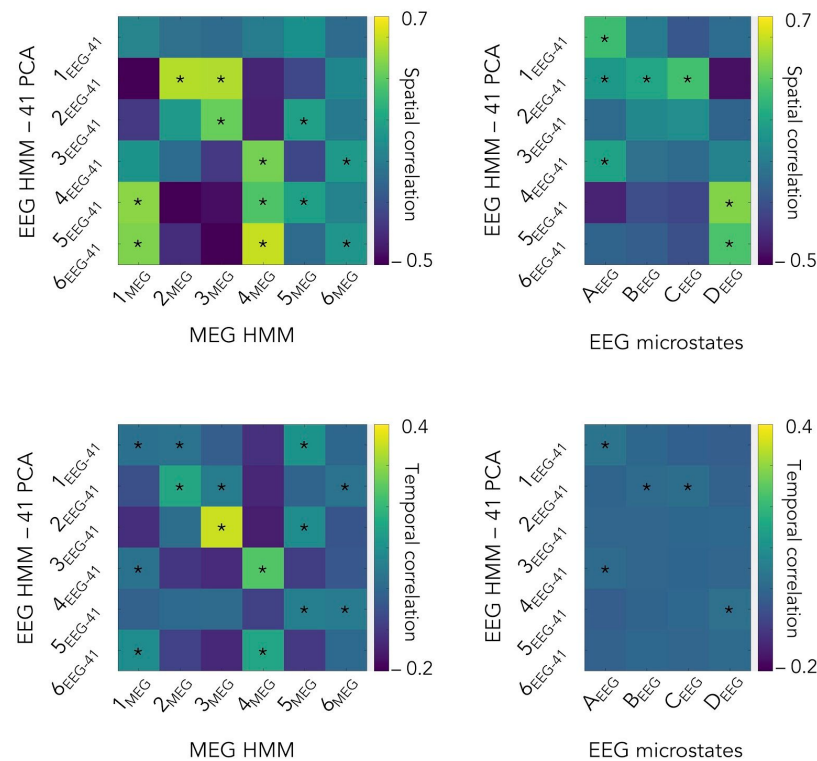 EEG HMM – 41 PCA
1EEG-41
2EEG-41
3EEG-41
4EEG-41
5EEG-41
6EEG-41
* *
* *
* * *
* * *
* * *
1MEG 2MEG 3MEG 4MEG 5MEG 6MEG
MEG HMM
0.7
Spatial correlation
– 0.5
EEG HMM – 41 PCA
1EEG-41
2EEG-41
3EEG-41
4EEG-41
5EEG-41
6EEG-41
*
* * *
*
*
*
AEEG BEEG CEEG DEEG
EEG microstates
0.7
Spatial correlation
– 0.5
EEG HMM – 41 PCA
1EEG-41
2EEG-41
3EEG-41
4EEG-41
5EEG-41
6EEG-41
* * *
* * *
* *
* *
* *
* *
1MEG 2MEG 3MEG 4MEG 5MEG 6MEG
MEG HMM
0.4
Temporal correlation
– 0.2
EEG HMM – 41 PCA
1EEG-41
2EEG-41
3EEG-41
4EEG-41
5EEG-41
6EEG-41
*
* *
*
*
AEEG BEEG CEEG DEEG
EEG microstates
0.4
Temporal correlation
– 0.2